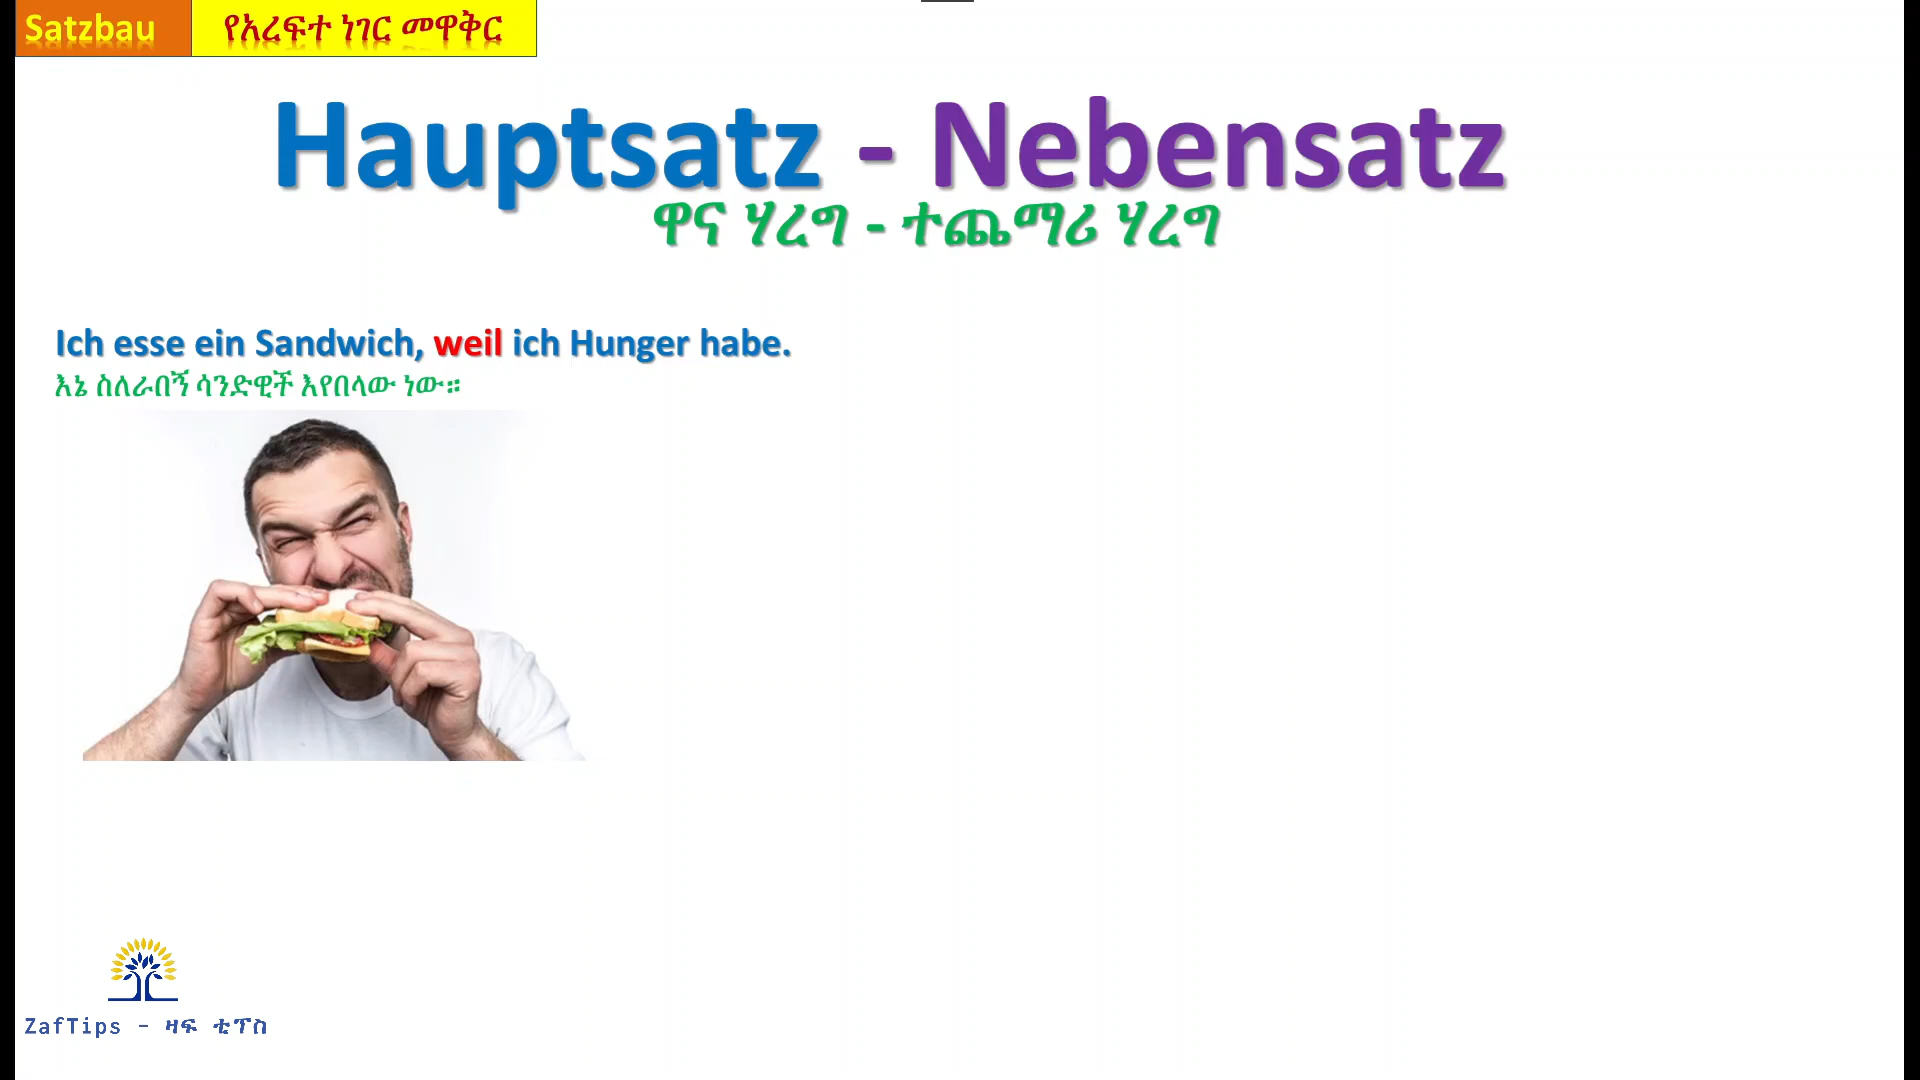 Satzbau የአረፍተ ነገር መዋቅር
Hauptsatz - Nebensatz
ዋና ሃረግ - ተጨማሪ ሃረግ
Ich esse ein Sandwich, weil ich Hunger habe.
እኔ ስለራበኝ ሳንድዊች እየበላው ነው።
ZafTips - ዛፍ ቲፕስ